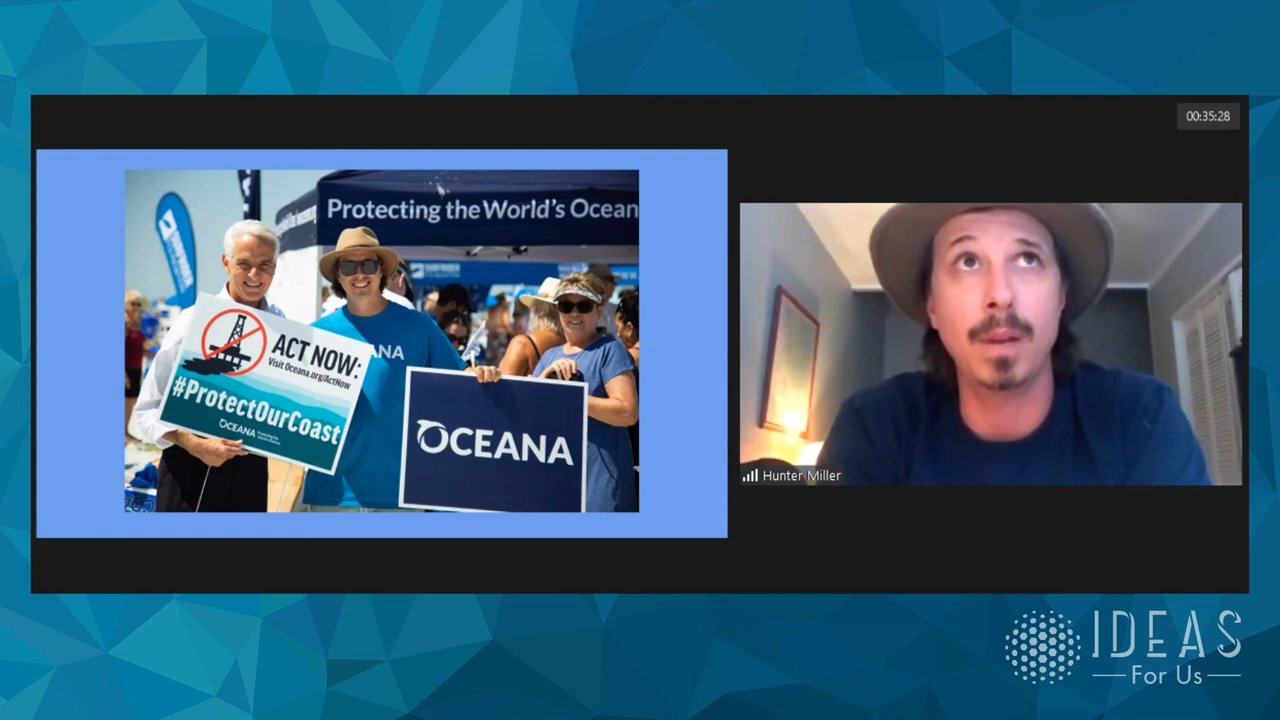 00:35:28
Protecting the World's Ocean
ACT NOW:
Visit Oceana.org/ActNow
#ProtectOurCoast
OCEANA
ANA
OCEANA
Hunter Miller
IDEAS
For Us